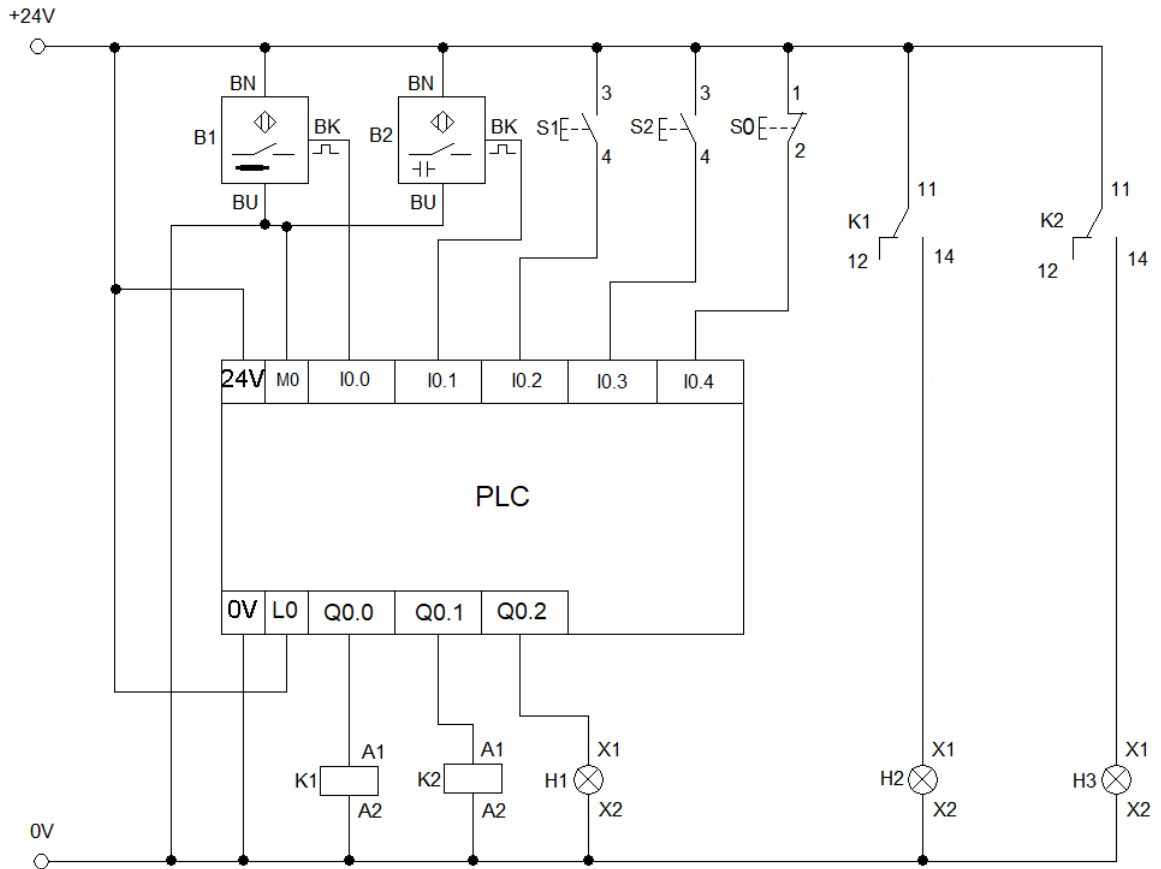 +24V
BN BN 3 3 1
B1 BK B2 BK S1 S2 S0
4 4 2
BU BU 11 11
K1 K2
12 14 12 14
24V M0 I0.0 I0.1 I0.2 I0.3 I0.4
PLC
0V L0 Q0.0 Q0.1 Q0.2
A1 A1 X1 X1 X1
K1 K2 H1 H2 H3
A2 A2 X2 X2 X2
0V